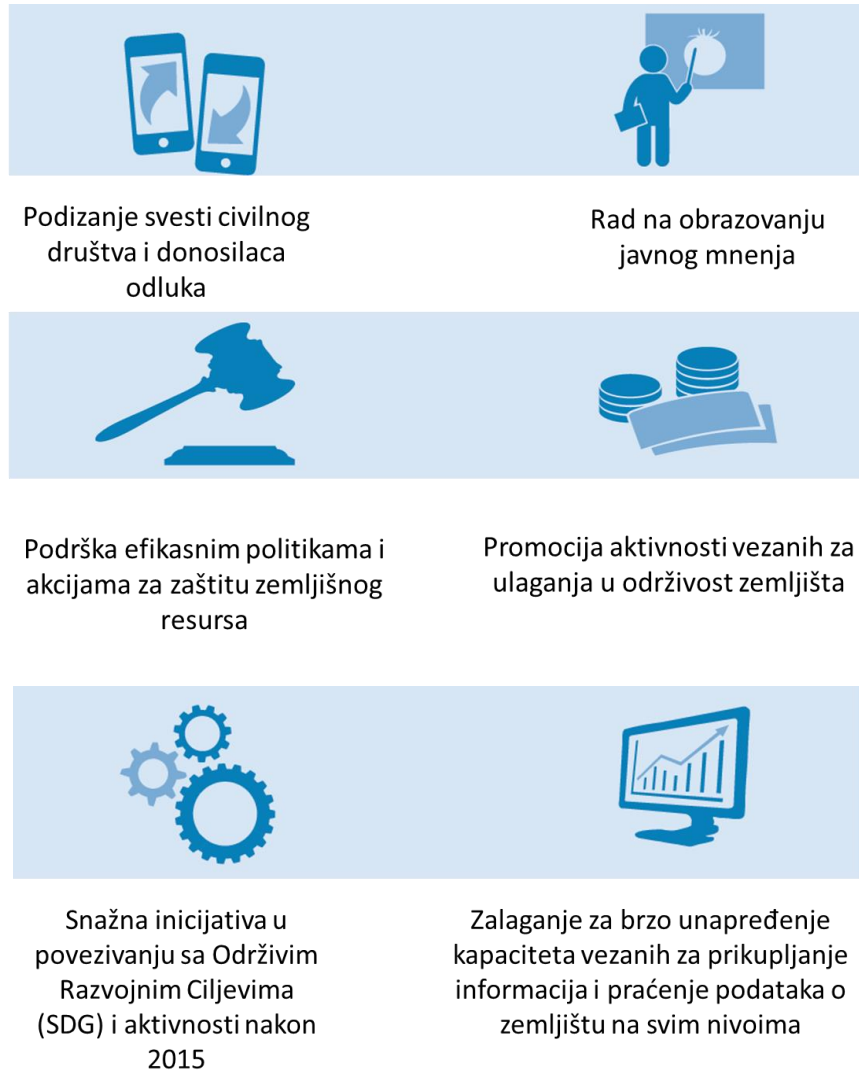 Podizanje svesti civilnog
društva i donosilaca
odluka
Rad na obrazovanju
javnog mnenja
Podrška efikasnim politikama i
akcijama za zaštitu zemljišnog
resursa
Promocija aktivnosti vezanih za
ulaganja u održivost zemljišta
Snažna inicijativa u
povezivanju sa Održivim
Razvojnim Ciljevima
(SDG) i aktivnosti nakon
2015
Zalaganje za brzo unapređenje
kapaciteta vezanih za prikupljanje
informacija i praćenje podataka o
zemljištu na svim nivoima